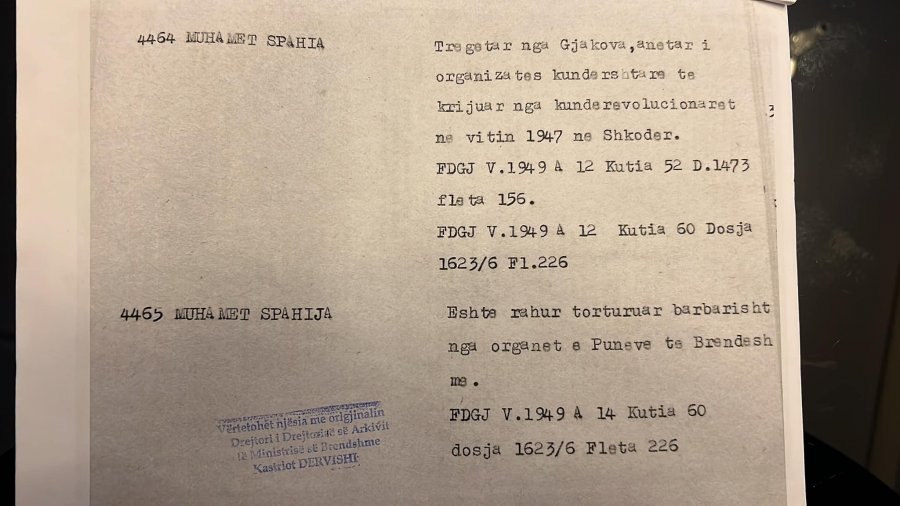 4464 MUHAMET SPAHIA
Tregetar nga Gjakova,anetar i
organizates kundershtare te
krijuar nga kunderevolucionaret
ne vitin 1947 ne Shkoder.
FDGJ V.1949 A 12 Kutia 52 D.1473
fleta 156.
FDGJ V.1949 A 12 Kutia 60 Dosja
1623/6 Fl.226
4465 MUHAMET SPAHIJA
Eshte rahur torturuar barbarisht
nga organet e Puneve te Brendesh
me.
FDGJ V.1949 A 14 Kutia 60
dosja 1623/6 Fleta 226
Vërtetohët njësia me origjinalin
Drejtori i Drejtorisë së Arkivit
të Ministrisë së Brendshme
Kastriot DERVISHI